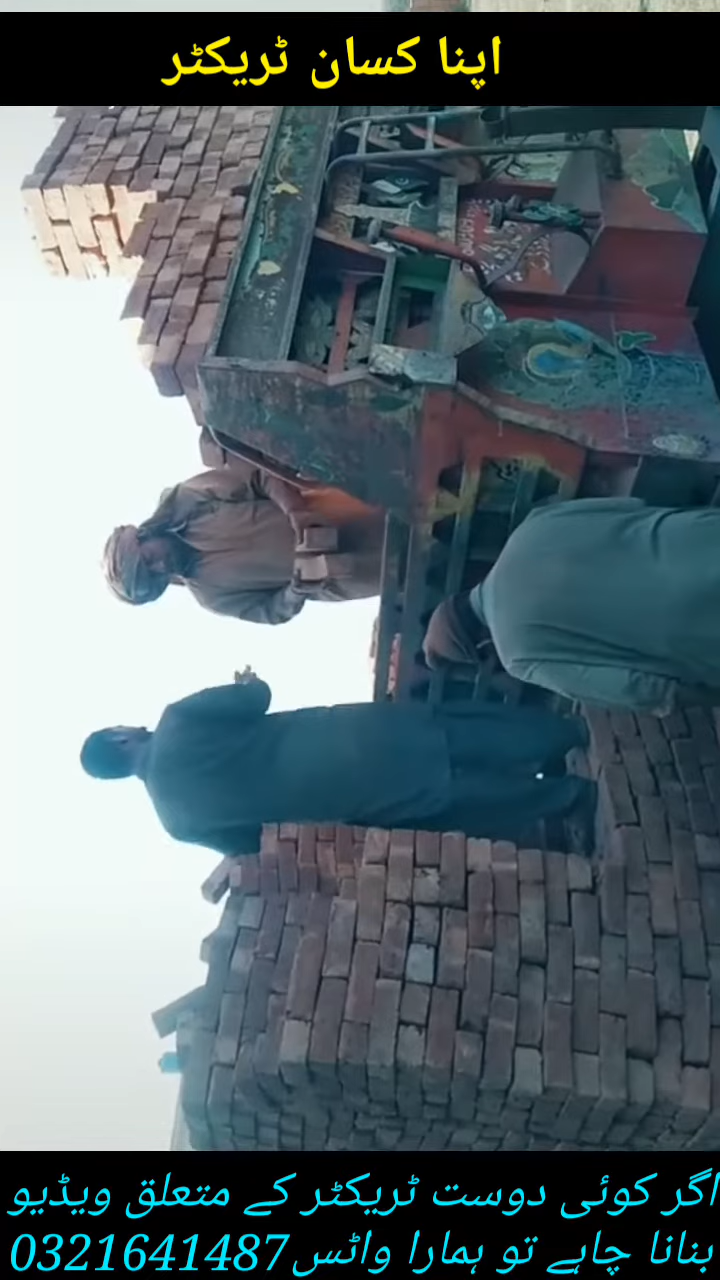 اپنا کسان ٹریکٹر
اگر کوئی دوست ٹریکٹر کے متعلق ویڈیو
بنانا چاہے تو ہمارا واٹس0321641487